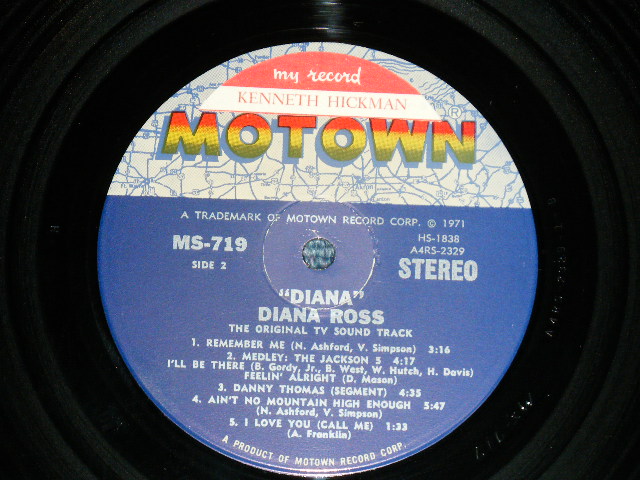 my record
KENNETH HICKMAN
MOTOWN®
A TRADEMARK OF MOTOWN RECORD CORP. © 1971
MS-719
SIDE 2
HS-1838
A4RS-2329
STEREO
"DIANA"
DIANA ROSS
THE ORIGINAL TV SOUND TRACK
1. REMEMBER ME (N. Ashford, V. Simpson) 3:16
2. MEDLEY: THE JACKSON 5 4:17
I'LL BE THERE (B. Gordy, Jr., B. West, W. Hutch, H. Davis)
FEELIN' ALRIGHT (D. Mason)
3. DANNY THOMAS (SEGMENT) 4:35
4. AIN'T NO MOUNTAIN HIGH ENOUGH 5:47
(N. Ashford, V. Simpson)
5. I LOVE YOU (CALL ME) 1:33
(A. Franklin)
A PRODUCT OF MOTOWN RECORD CORP.